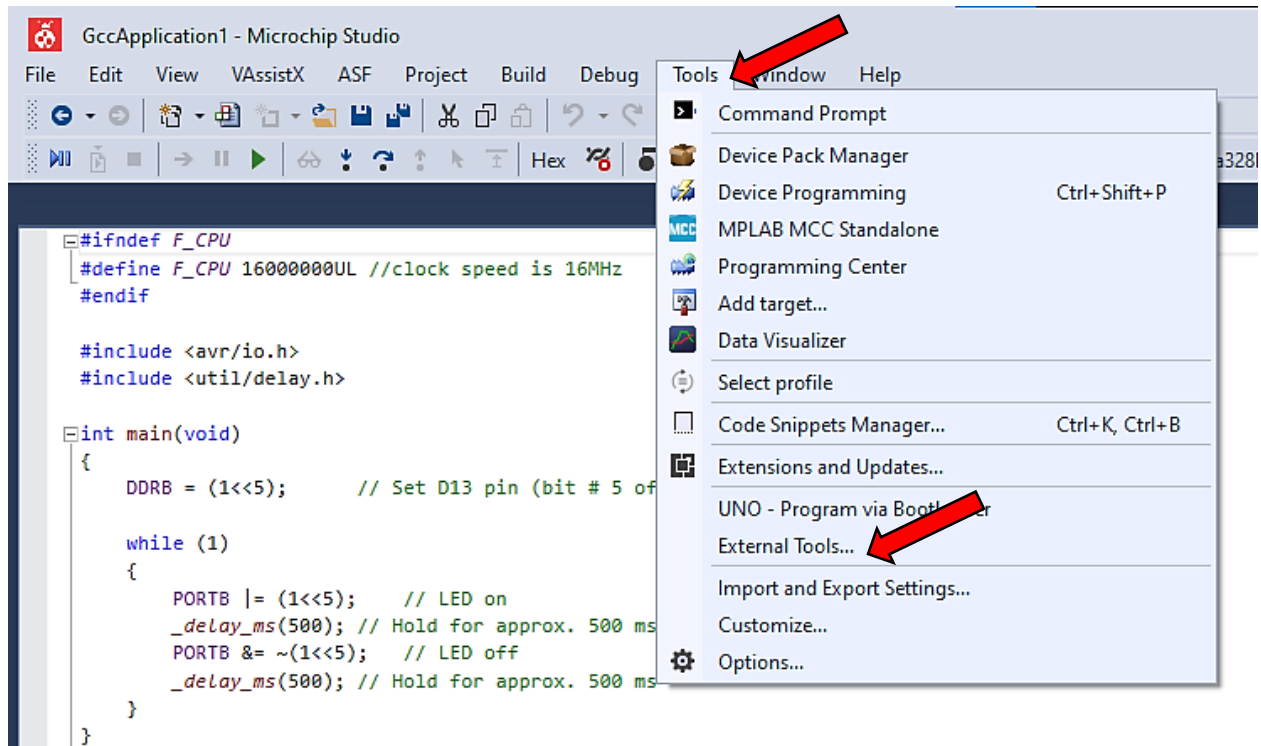 GccApplication1 - Microchip Studio
File Edit View VAssistX ASF Project Build Debug Tools Window Help
Hex
Command Prompt
Device Pack Manager
Device Programming Ctrl+Shift+P
MCC MPLAB MCC Standalone
Programming Center
Add target...
Data Visualizer
Select profile
Code Snippets Manager... Ctrl+K, Ctrl+B
Extensions and Updates...
UNO - Program via
External Tools...
Import and Export Settings...
Customize...
Options...
#ifndef F_CPU
#define F_CPU 16000000UL //clock speed is 16MHz
#endif
#include <avr/io.h>
#include <util/delay.h>
int main(void)
{
DDRB = (1<<5); // Set D13 pin (bit # 5 of
while (1)
{
PORTB |= (1<<5); // LED on
_delay_ms(500); // Hold for approx. 500 ms
PORTB &= ~(1<<5); // LED off
_delay_ms(500); // Hold for approx. 500 ms
}
}